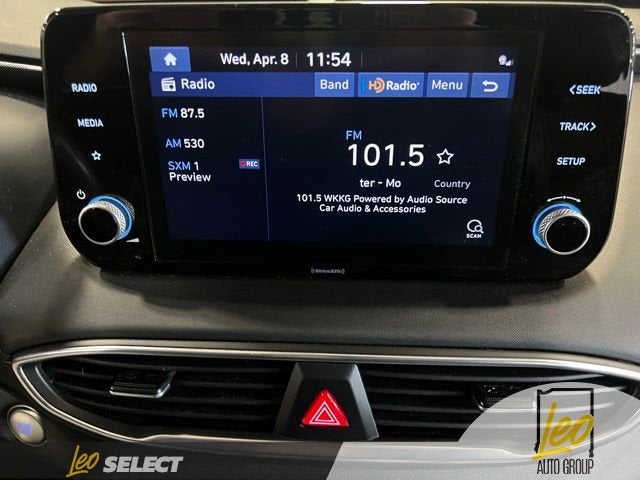 Wed, Apr. 8 11:54
Radio Band HD Radio Menu
RADIO
MEDIA
FM 87.5
AM 530
SXM 1 REC
Preview
FM
101.5
ter - Mo Country
101.5 WKKG Powered by Audio Source
Car Audio & Accessories
SCAN
<SEEK
TRACK>
SETUP
SiriusXM
Leo SELECT
Leo
AUTO GROUP